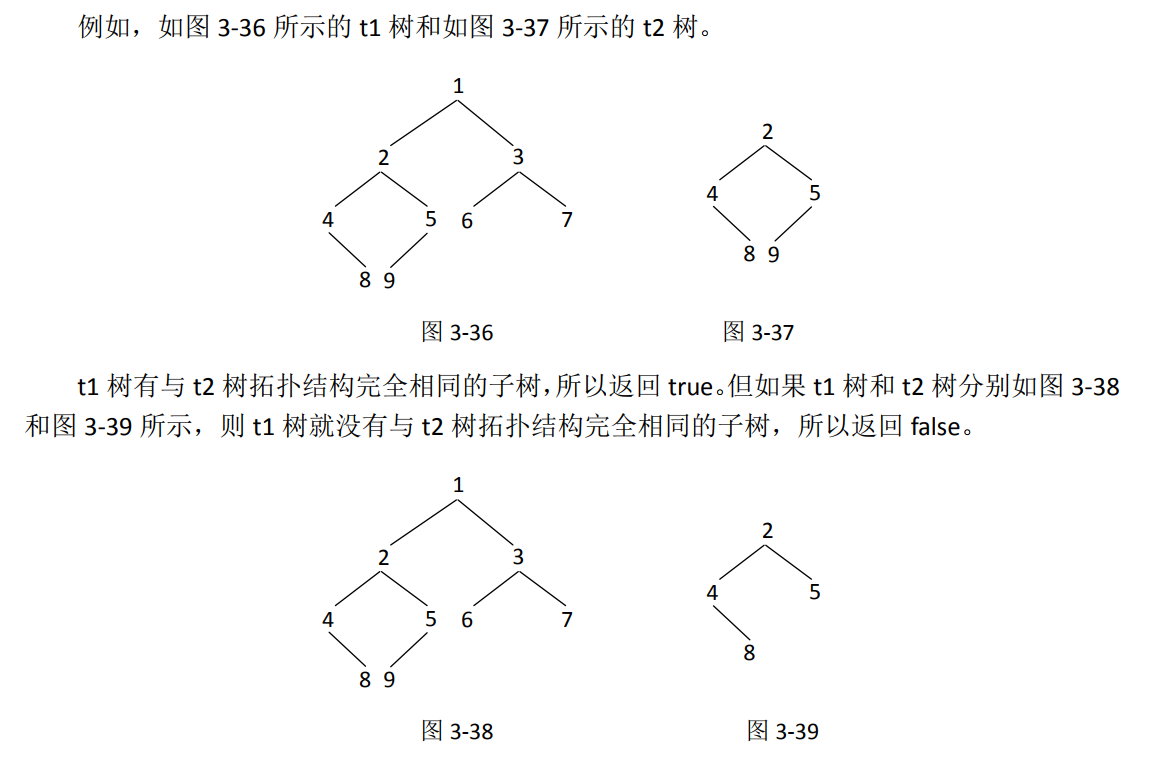 例如，如图 3-36 所示的 t1 树和如图 3-37 所示的 t2 树。
1
2 3
4 5 6 7
8 9
2
4 5
8 9
图 3-36
图 3-37
t1 树有与 t2 树拓扑结构完全相同的子树，所以返回 true。但如果 t1 树和 t2 树分别如图 3-38
和图 3-39 所示，则 t1 树就没有与 t2 树拓扑结构完全相同的子树，所以返回 false。
1
2 3
4 5 6 7
8 9
2
4 5
8
图 3-38
图 3-39